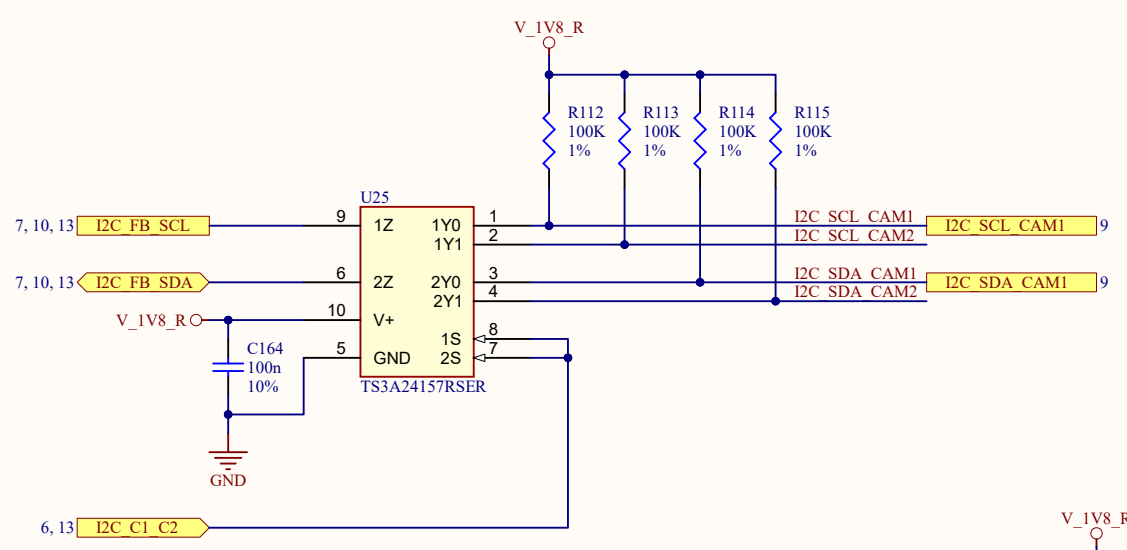 V_1V8_R
R112
100K
1%
R113
100K
1%
R114
100K
1%
R115
100K
1%
U25
7, 10, 13 I2C_FB_SCL 9 1Z 1Y0 1 I2C_SCL_CAM1 I2C_SCL_CAM1 9
1Y1 2 I2C_SCL_CAM2
7, 10, 13 I2C_FB_SDA 6 2Z 2Y0 3 I2C_SDA_CAM1 I2C_SDA_CAM1 9
2Y1 4 I2C_SDA_CAM2
V_1V8_R 10 V+
1S 8
5 GND 2S 7
C164
100n
10%
TS3A24157RSER
GND
6, 13 I2C_C1_C2
V_1V8_R